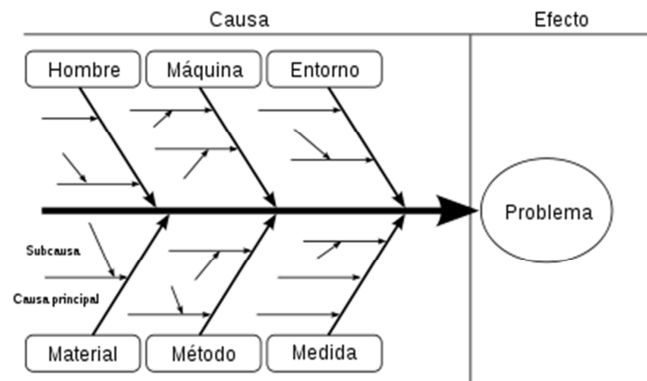 Causa
Efecto
Hombre
Máquina
Entorno
Problema
Subcausa
Causa principal
Material
Método
Medida